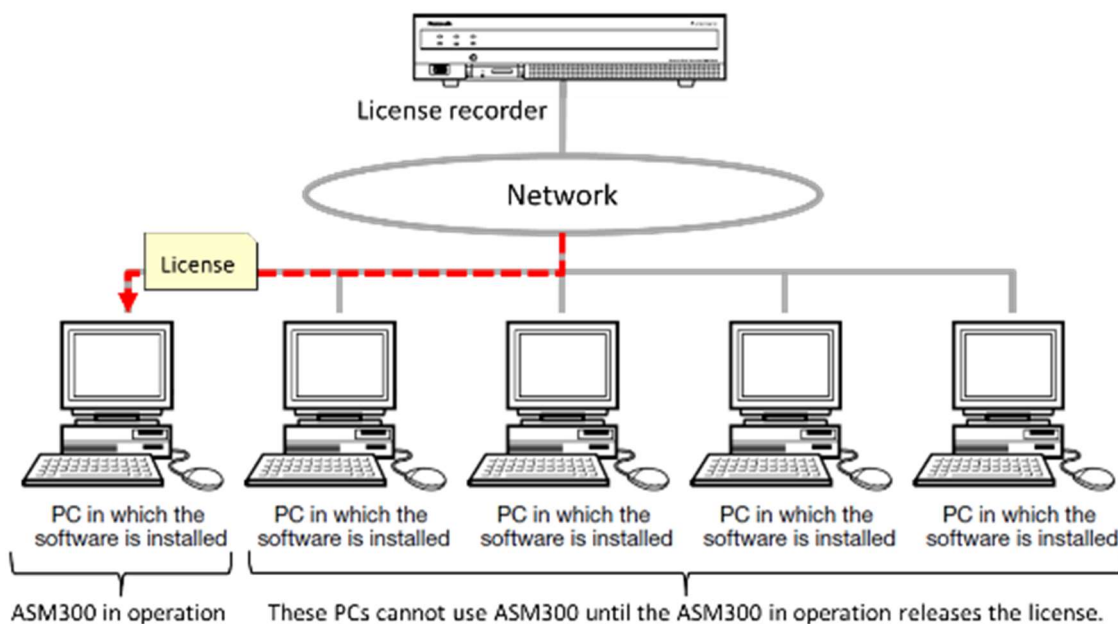 Panasonic
License recorder
Network
License
PC in which the
software is installed
PC in which the
software is installed
PC in which the
software is installed
PC in which the
software is installed
PC in which the
software is installed
ASM300 in operation
These PCs cannot use ASM300 until the ASM300 in operation releases the license.